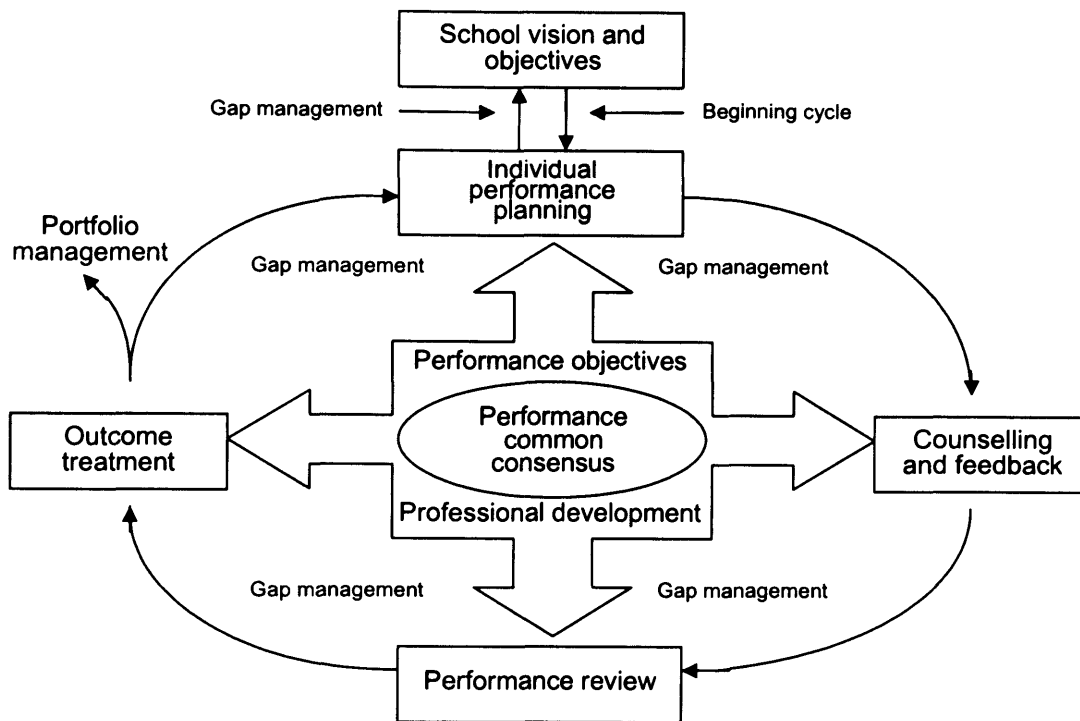 School vision and
objectives
Gap management
Beginning cycle
Individual
performance
planning
Portfolio
management
Gap management
Gap management
Performance objectives
Outcome
treatment
Performance
common
consensus
Counselling
and feedback
Professional development
Gap management
Gap management
Performance review